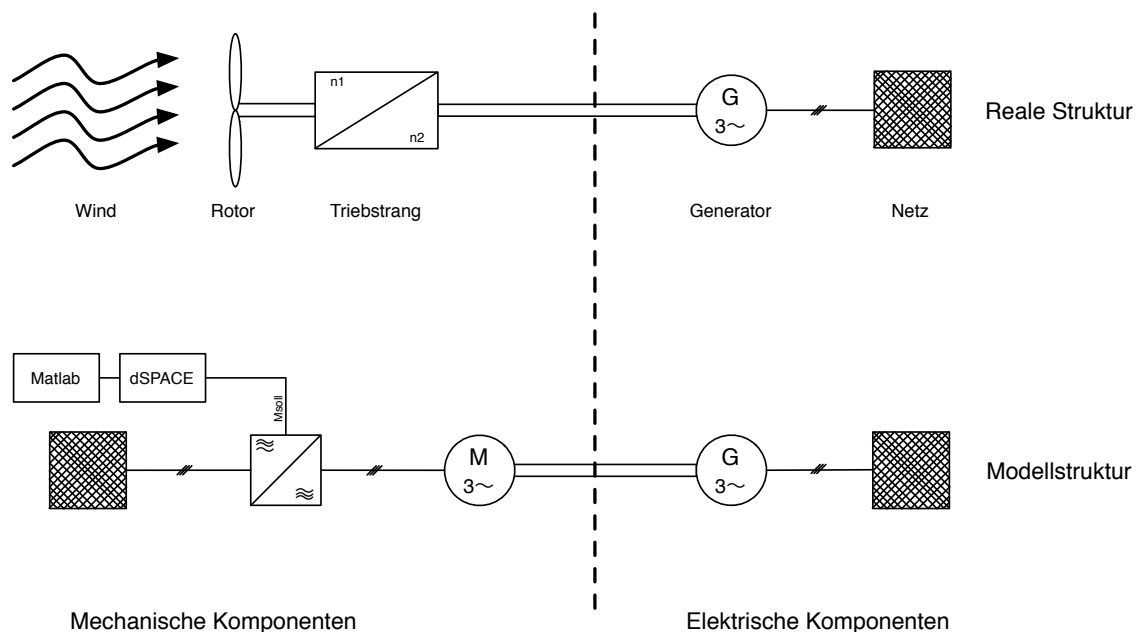 n1
n2
G
3~
Reale Struktur
Wind
Rotor
Triebstrang
Generator
Netz
Matlab
dSPACE
Msoll
M
3~
G
3~
Modellstruktur
Mechanische Komponenten
Elektrische Komponenten